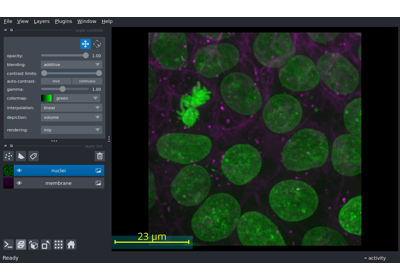 File View Layers Plugins Window Help
opacity: 1.00
blending: additive
contrast limits:
auto-contrast: once continuous
gamma: 1.00
colormap: green
interpolation: linear
depiction: volume
rendering: mip
nuclei
membrane
23 μm
Ready
activity